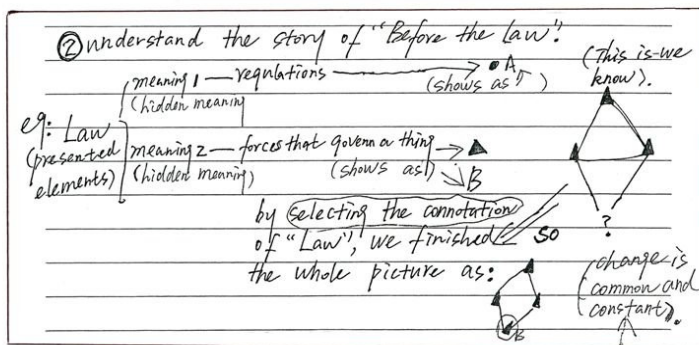 ② understand the story of "Before the Law".
(This is we know).
meaning 1 — regulations → • A
(hidden meaning
(shows as)
eg: Law
(presented elements)
meaning 2 — forces that govern a thing → ▲
(hidden meaning)
(shows as)
B
by selecting the connotation
of "Law", we finished
the whole picture as:
so
?
B
(change is
common and
constant).